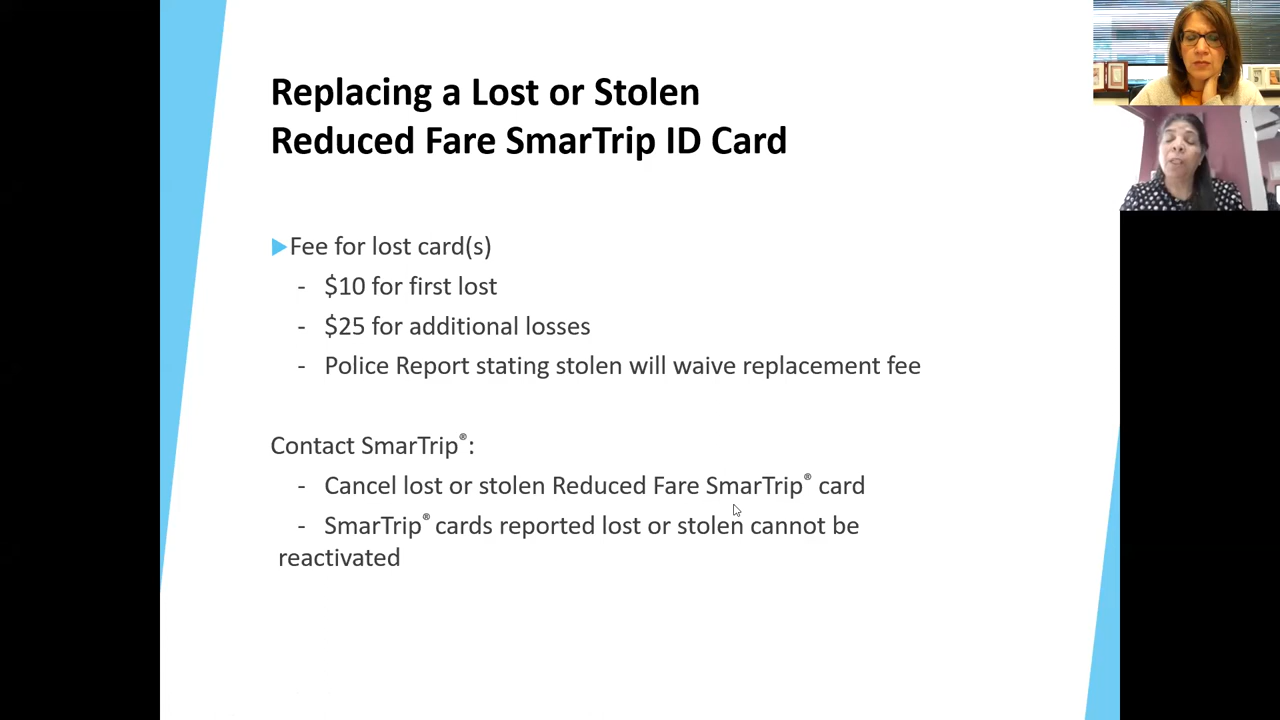 Replacing a Lost or Stolen
Reduced Fare SmarTrip ID Card
Fee for lost card(s)
- $10 for first lost
- $25 for additional losses
- Police Report stating stolen will waive replacement fee
Contact SmarTrip®:
- Cancel lost or stolen Reduced Fare SmarTrip® card
- SmarTrip® cards reported lost or stolen cannot be
reactivated